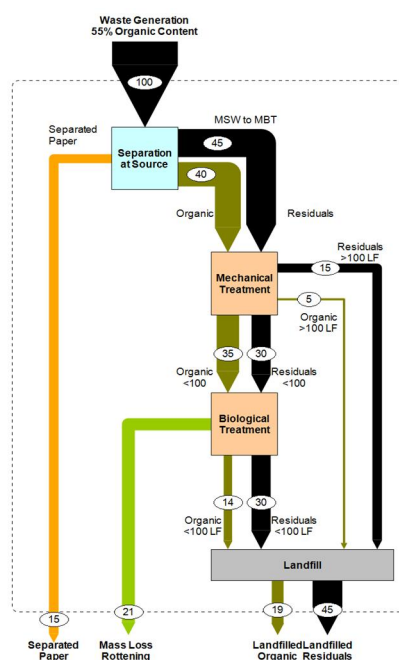 Waste Generation
55% Organic Content
100
Separated
Paper
MSW to MBT
45
Separation
at Source
40
Organic
Residuals
Residuals
>100 LF
Mechanical
Treatment
15
5
Organic
>100 LF
35
30
Organic
<100
Residuals
<100
Biological
Treatment
14
30
Organic
<100 LF
Residuals
<100 LF
Landfill
15
21
19
45
Separated
Paper
Mass Loss
Rottening
Landfilled
Organic
Landfilled
Residuals